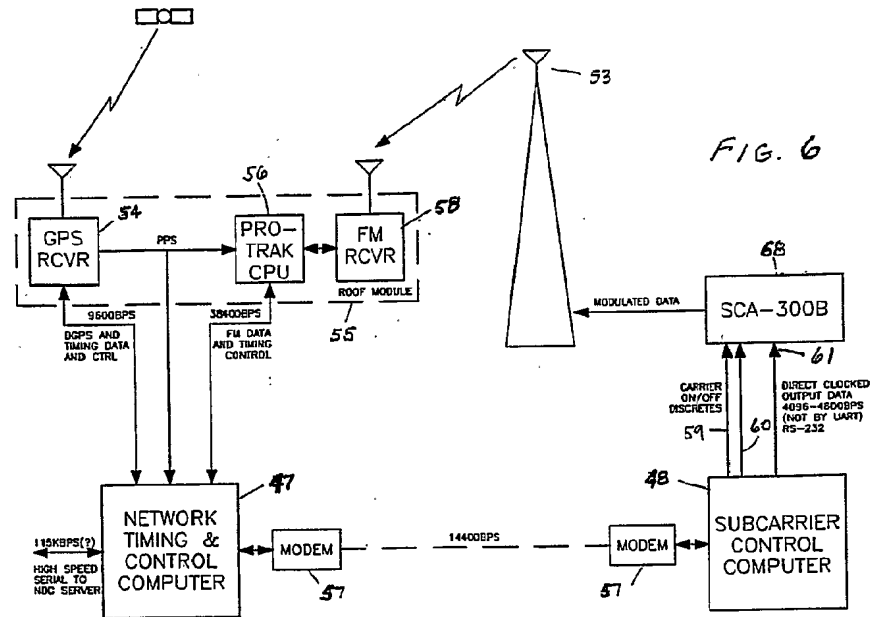 53
FIG. 6
54
56
58
GPS
RCVR
PPS
PRO-
TRAK
CPU
FM
RCVR
ROOF MODULE
55
9600BPS
DGPS AND
TIMING DATA
AND CTRL
38400BPS
FM DATA
AND TIMING
CONTROL
68
SCA-300B
MODULATED DATA
61
CARRIER
ON/OFF
DISCRETES
59
60
DIRECT CLOCKED
OUTPUT DATA
4096-4800BPS
(NOT BY UART)
RS-232
47
48
NETWORK
TIMING &
CONTROL
COMPUTER
115KBPS(?)
HIGH SPEED
SERIAL TO
NDC SERVER
MODEM
57
14400BPS
MODEM
57
SUBCARRIER
CONTROL
COMPUTER